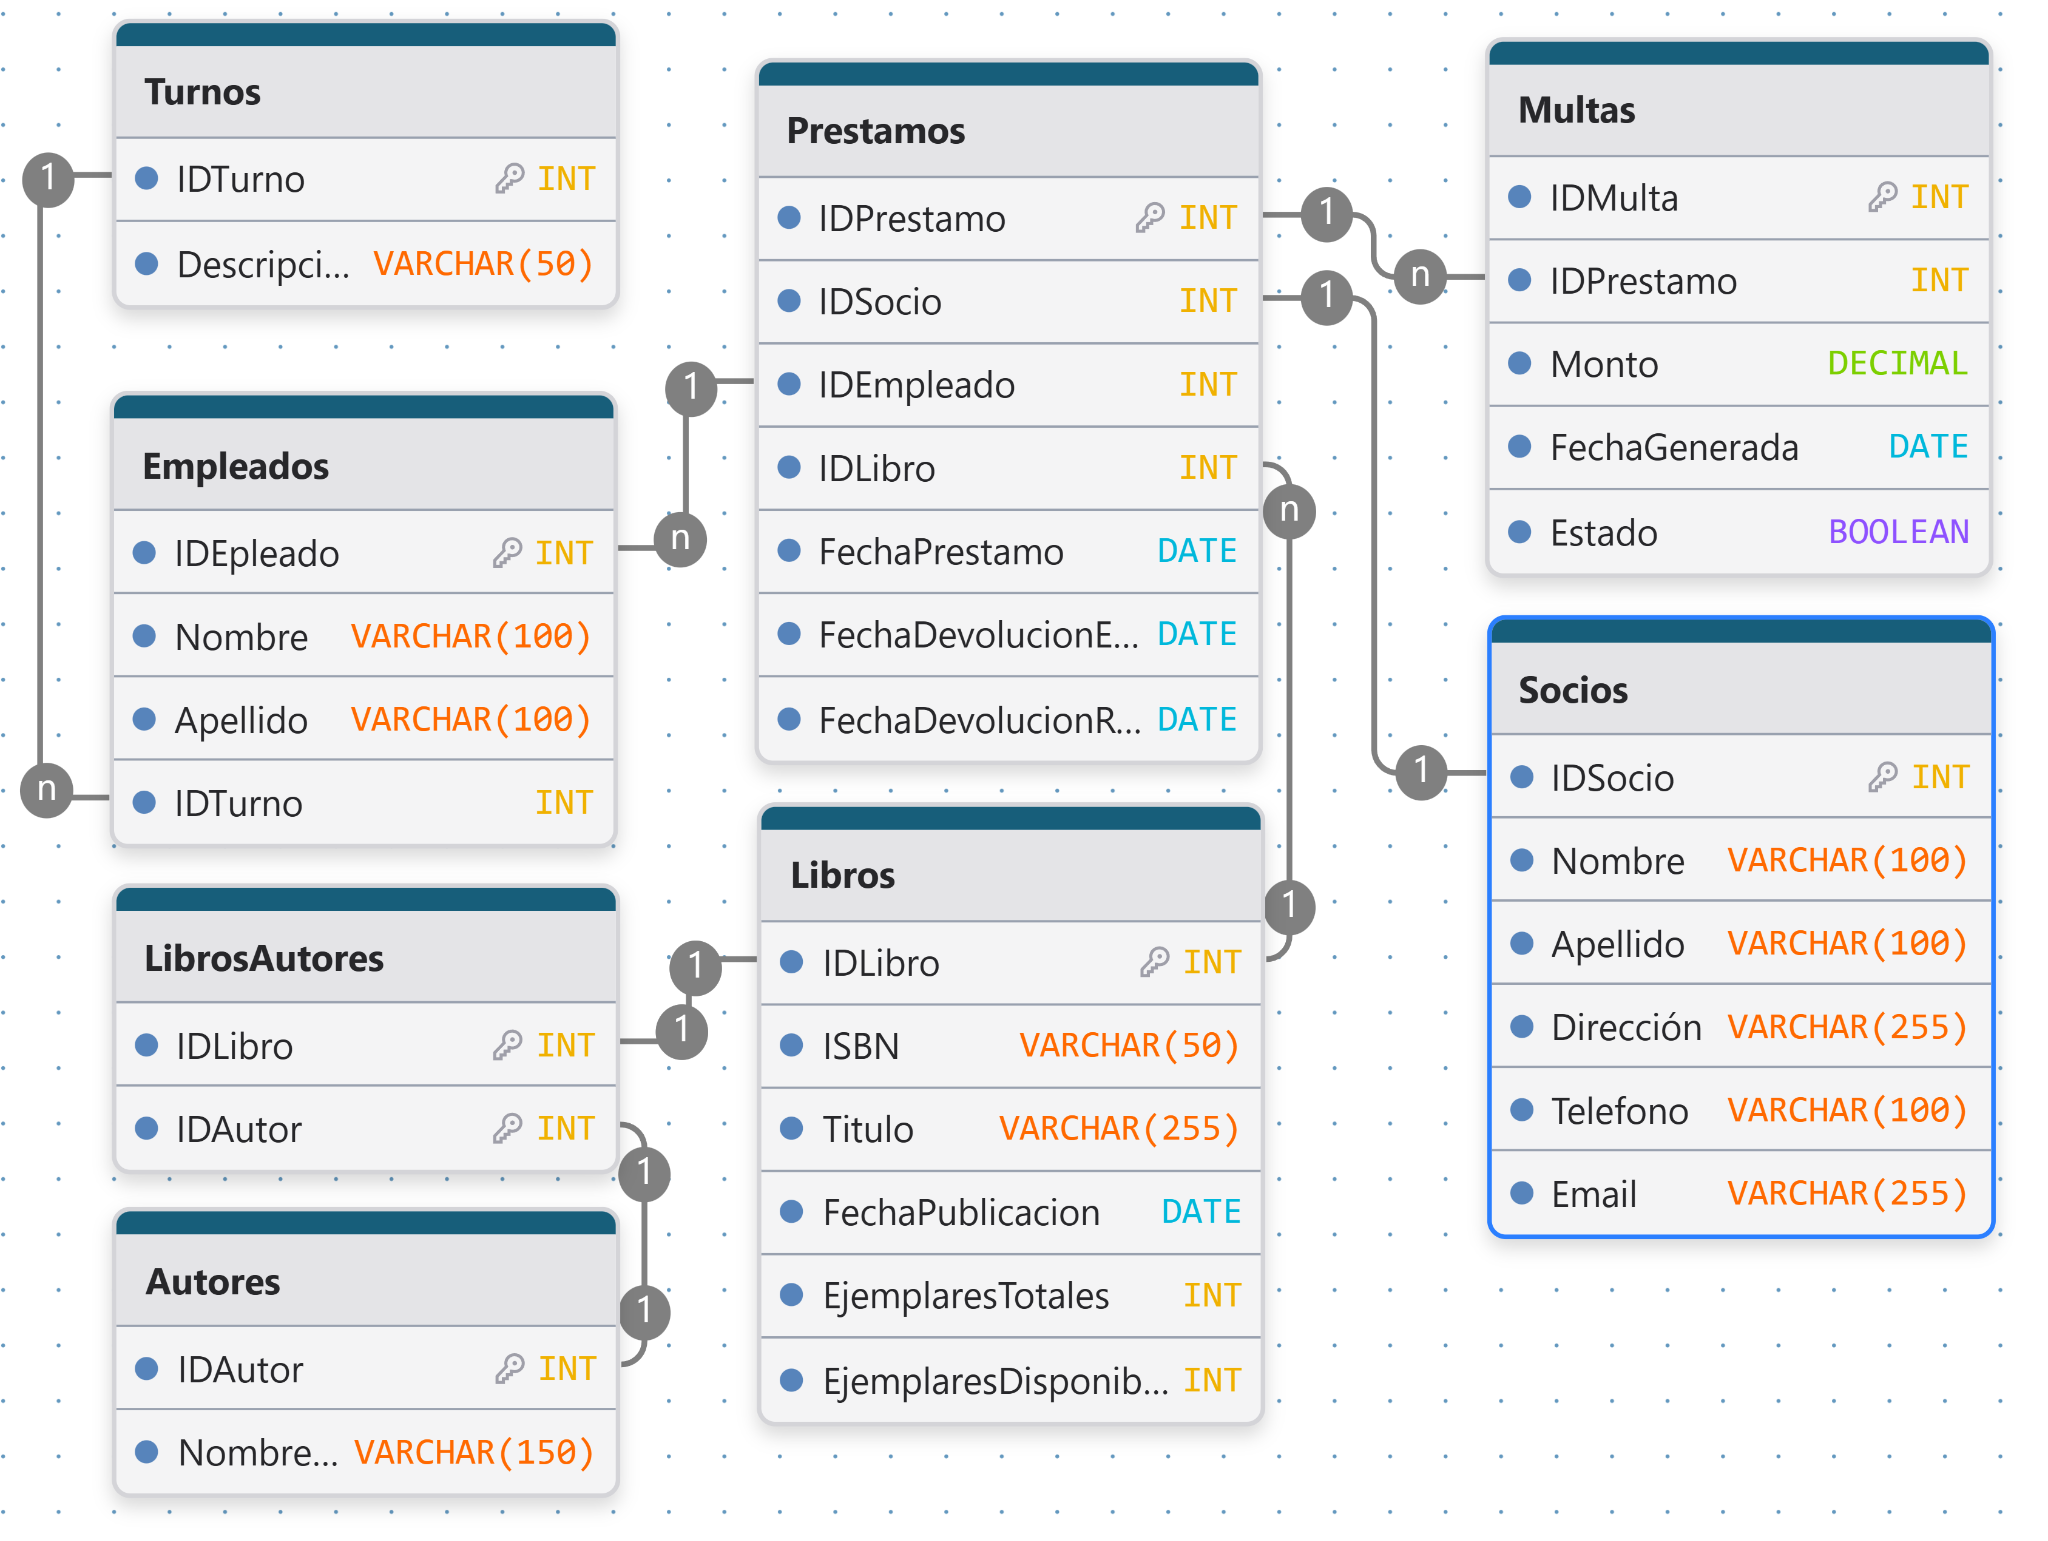 Turnos
IDTurno INT
Descripci... VARCHAR(50)
1
n
Empleados
IDEpleado INT
Nombre VARCHAR(100)
Apellido VARCHAR(100)
IDTurno INT
n
1
LibrosAutores
IDLibro INT
IDAutor INT
1
1
1
1
Autores
IDAutor INT
Nombre... VARCHAR(150)
Prestamos
IDPrestamo INT
IDSocio INT
IDEmpleado INT
IDLibro INT
FechaPrestamo DATE
FechaDevolucionE... DATE
FechaDevolucionR... DATE
1
n
1
1
n
1
Libros
IDLibro INT
ISBN VARCHAR(50)
Titulo VARCHAR(255)
FechaPublicacion DATE
EjemplaresTotales INT
EjemplaresDisponib... INT
Multas
IDMulta INT
IDPrestamo INT
Monto DECIMAL
FechaGenerada DATE
Estado BOOLEAN
Socios
IDSocio INT
Nombre VARCHAR(100)
Apellido VARCHAR(100)
Dirección VARCHAR(255)
Telefono VARCHAR(100)
Email VARCHAR(255)